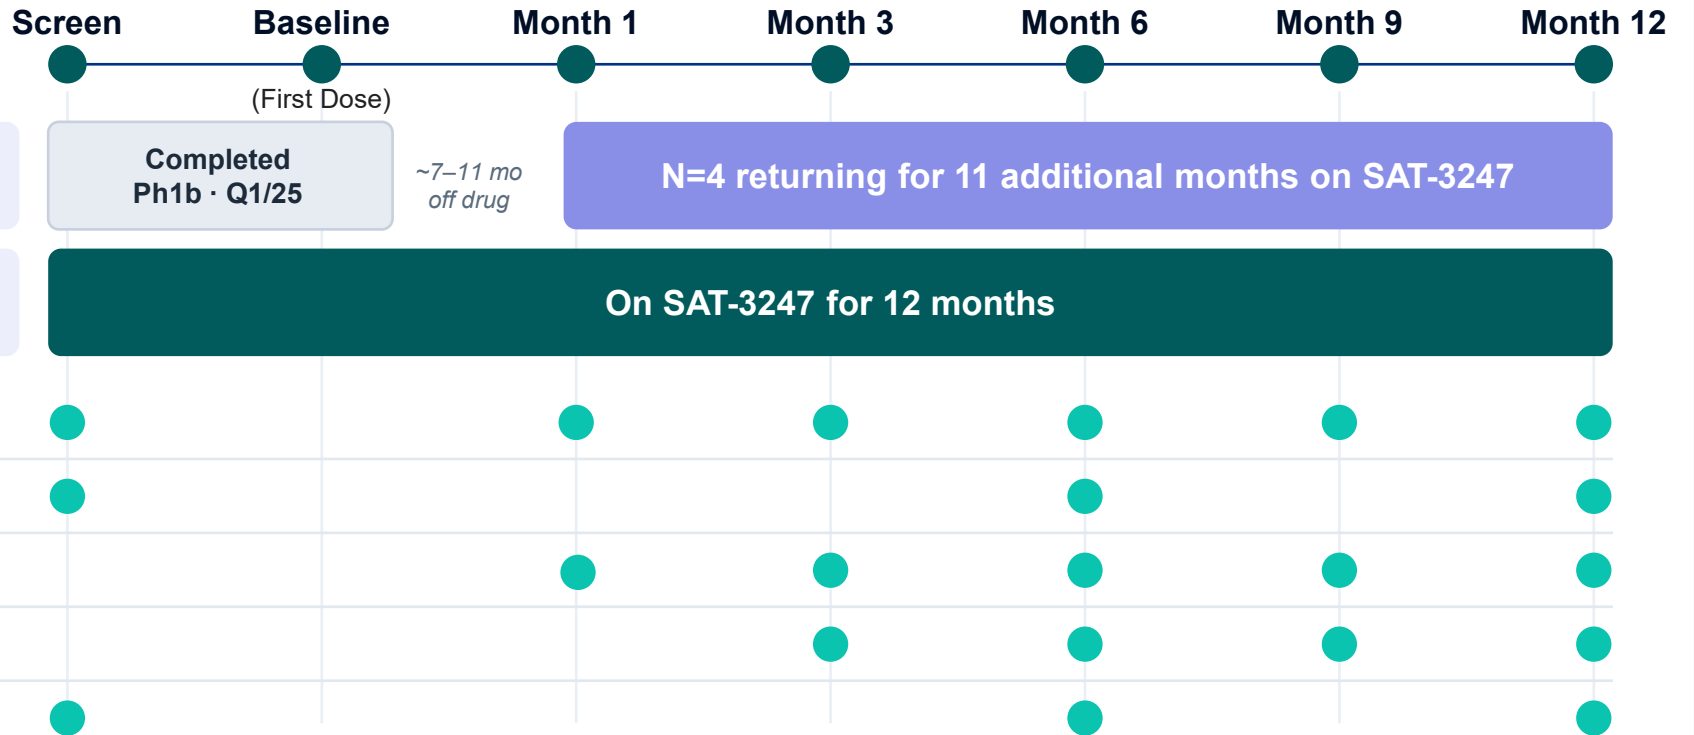 Screen Baseline Month 1 Month 3 Month 6 Month 9 Month 12
(First Dose)
Completed
Ph1b · Q1/25
~7–11 mo
off drug
N=4 returning for 11 additional months on SAT-3247
On SAT-3247 for 12 months